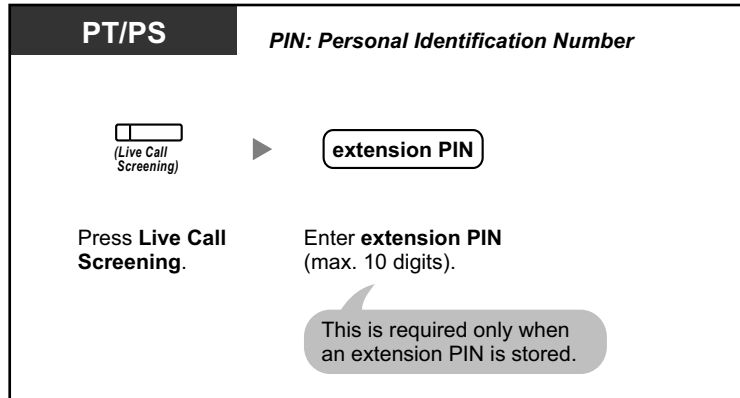 PT/PS
PIN: Personal Identification Number
(Live Call
Screening)
extension PIN
Press Live Call
Screening.
Enter extension PIN
(max. 10 digits).
This is required only when
an extension PIN is stored.